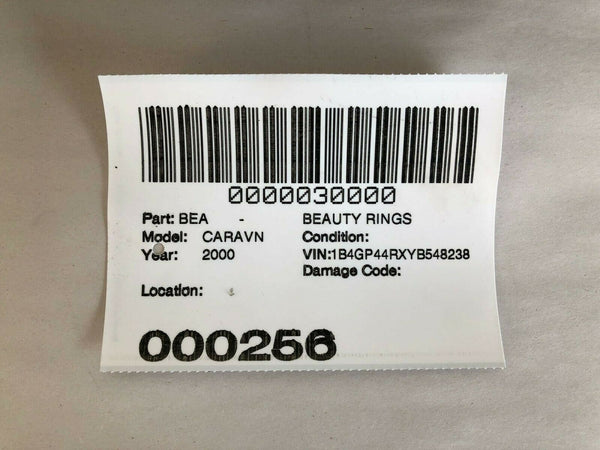 0000030000
Part: BEA - BEAUTY RINGS
Model: CARAVN Condition:
Year: 2000 VIN:1B4GP44RXYB548238
Damage Code:
Location:
000256